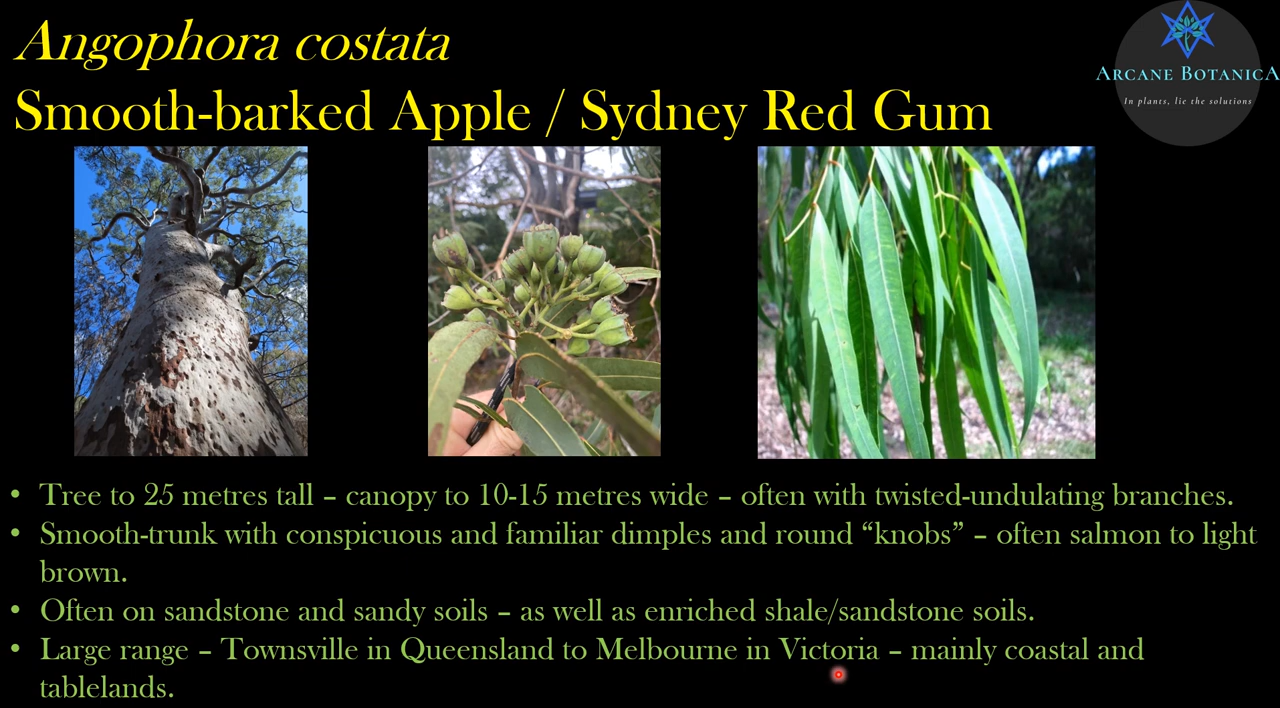 Angophora costata
Smooth-barked Apple / Sydney Red Gum
ARCANE BOTANICA
In plants, lie the solutions
• Tree to 25 metres tall – canopy to 10-15 metres wide – often with twisted-undulating branches.
• Smooth-trunk with conspicuous and familiar dimples and round “knobs” – often salmon to light
brown.
• Often on sandstone and sandy soils – as well as enriched shale/sandstone soils.
• Large range – Townsville in Queensland to Melbourne in Victoria – mainly coastal and
tablelands.